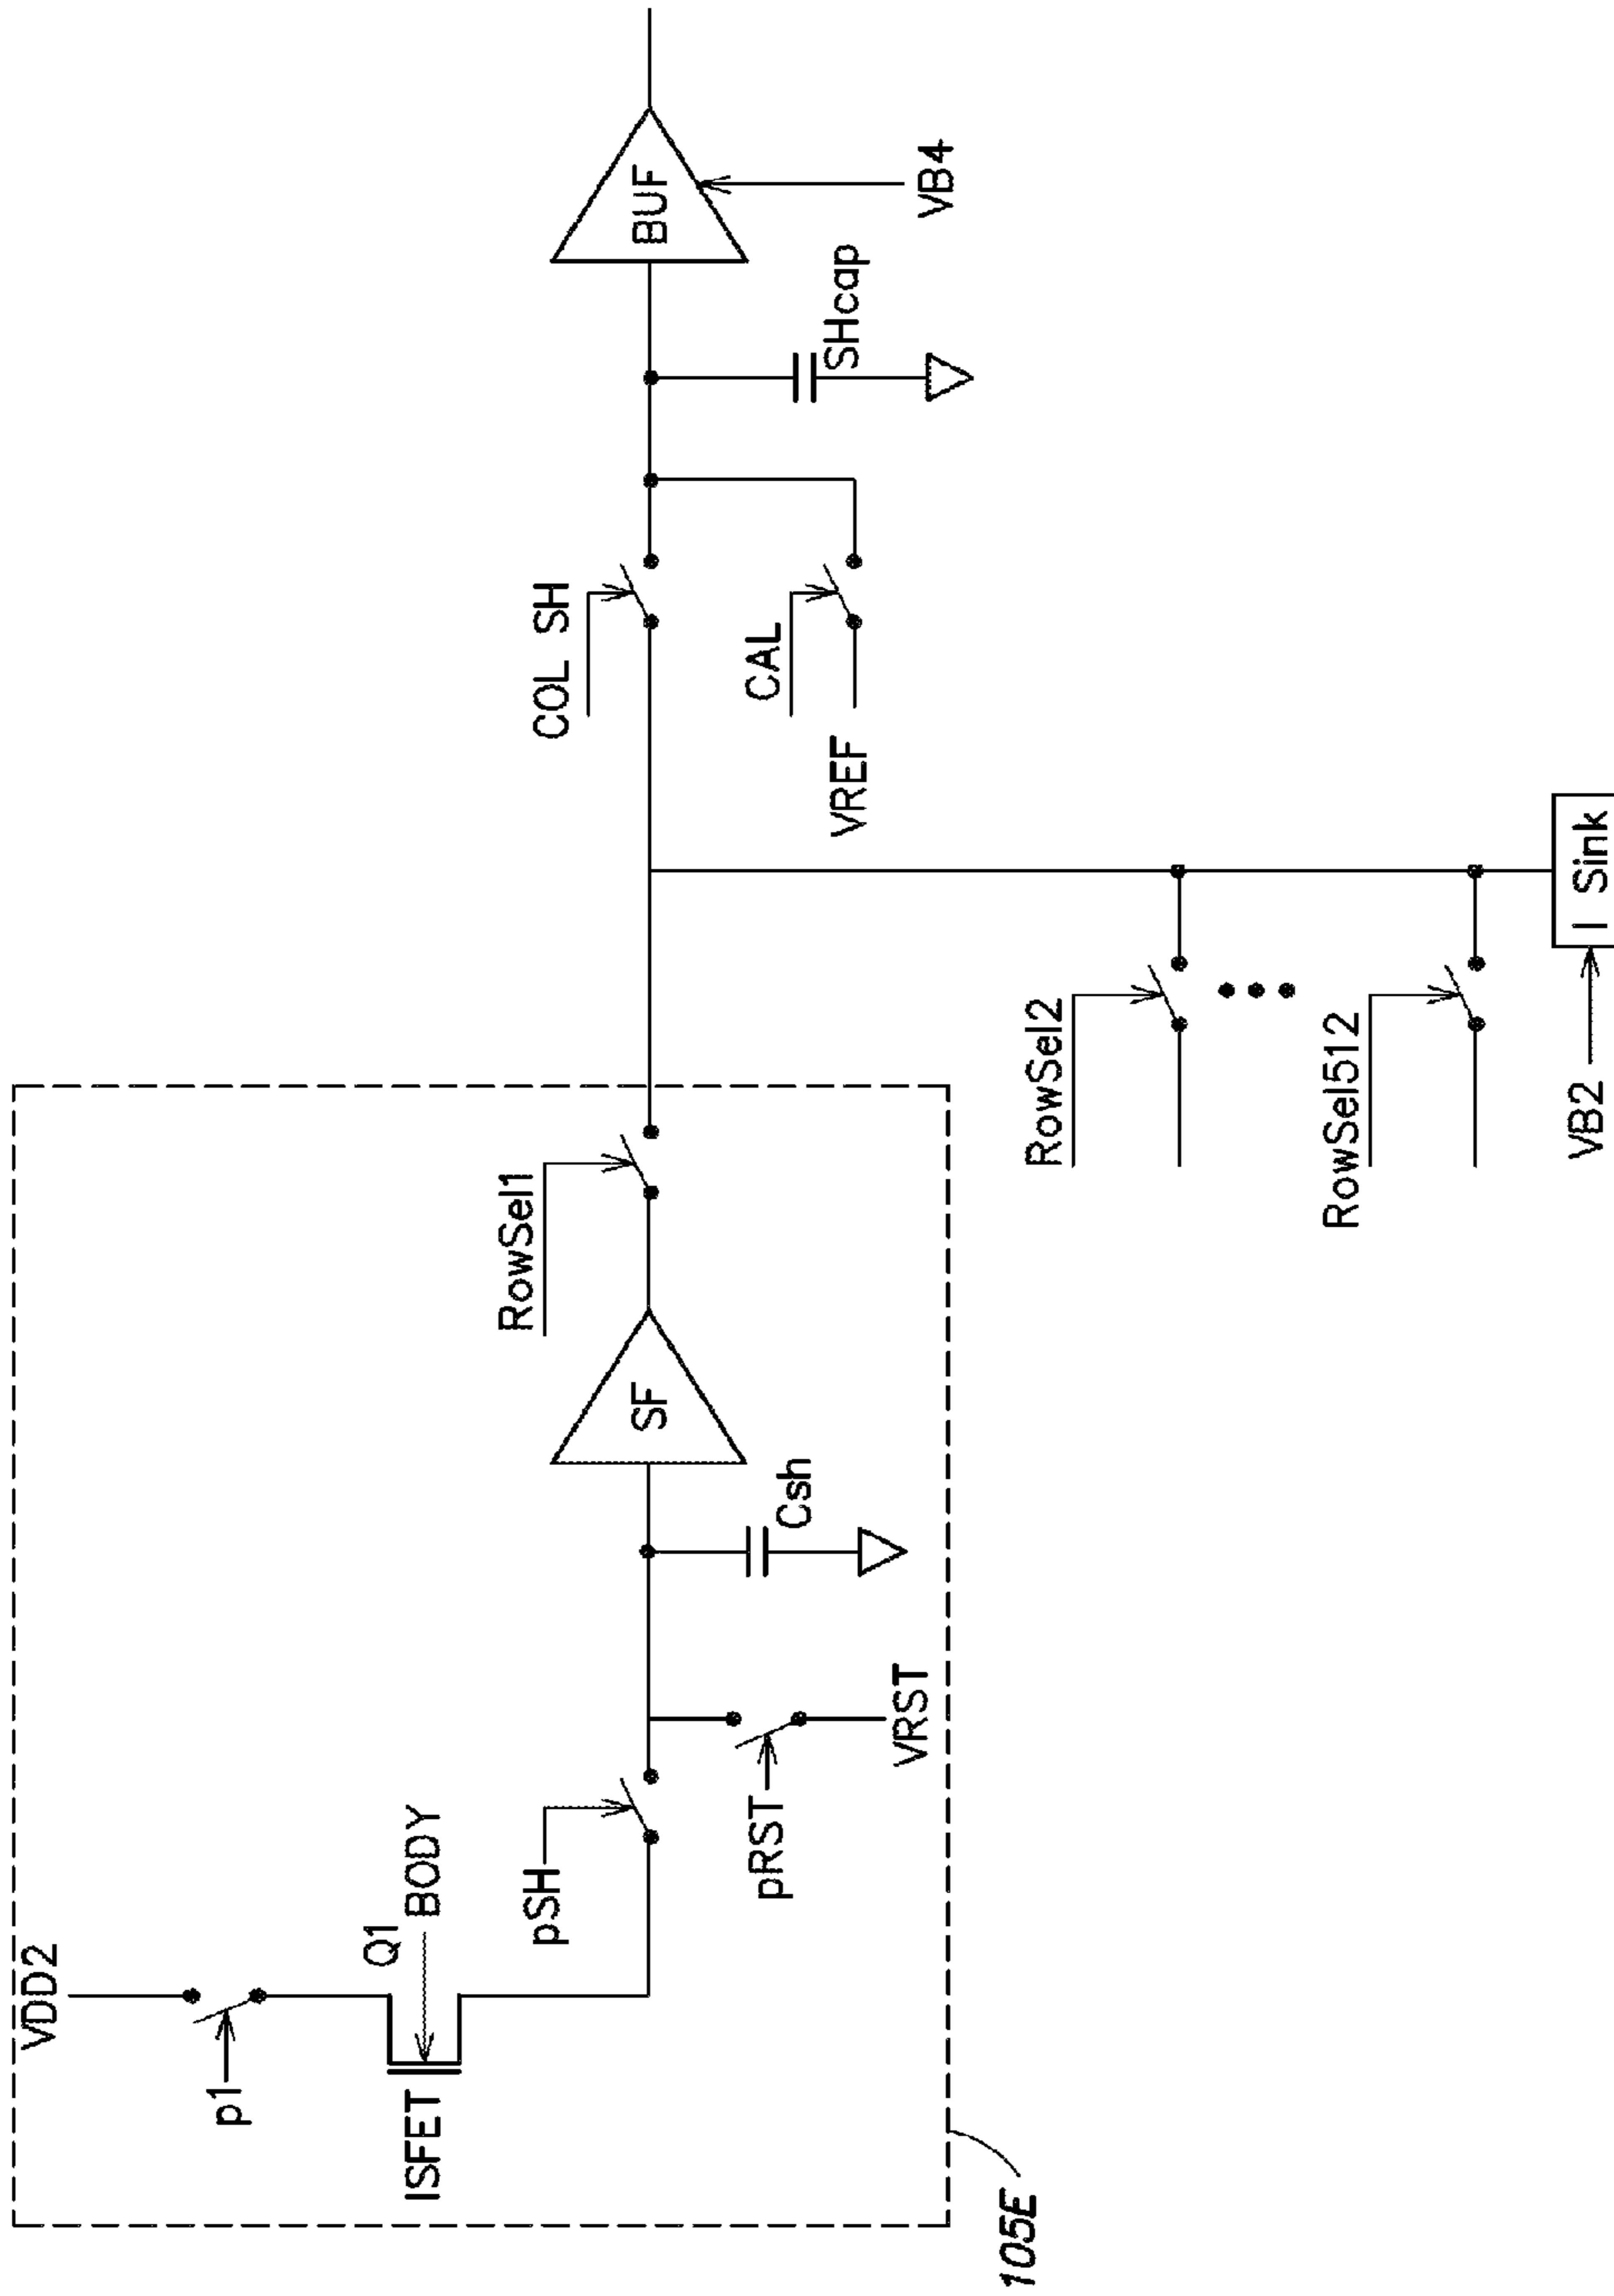 VDD2
p1
Q1
BODY
ISFET
pSH
pRST
VRST
Csh
SF
RowSel1
105E
RowSel2
RowSel512
VB2
I Sink
COL SH
CAL
VREF
SHcap
BUF
VB4